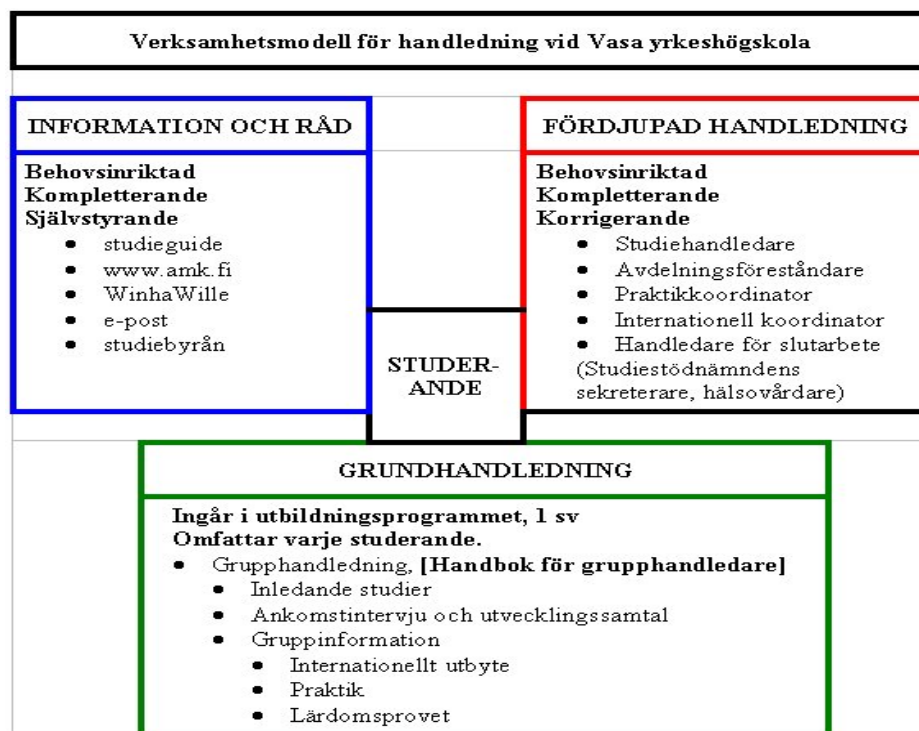 Verksamhetsmodell för handledning vid Vasa yrkeshögskola
INFORMATION OCH RÅD
Behovsinriktad
Kompletterande
Självstyrande
• studieguide
• www.amk.fi
• WinhaWille
• e-post
• studiebyrån
FÖRDJUPAD HANDLEDNING
Behovsinriktad
Kompletterande
Korrigerande
• Studiehandledare
• Avdelningsföreståndare
• Praktikkoordinator
• Internationell koordinator
• Handledare för slutarbete
(Studiestödnämndens
sekreterare, hälsovårdare)
STUDER-
ANDE
GRUNDHANDLEDNING
Ingår i utbildningsprogrammet, 1 sv
Omfattar varje studerande.
• Grupphandledning, [Handbok för grupphandledare]
• Inledande studier
• Ankomstintervju och utvecklingssamtal
• Gruppinformation
• Internationellt utbyte
• Praktik
• Lärdomsprovet